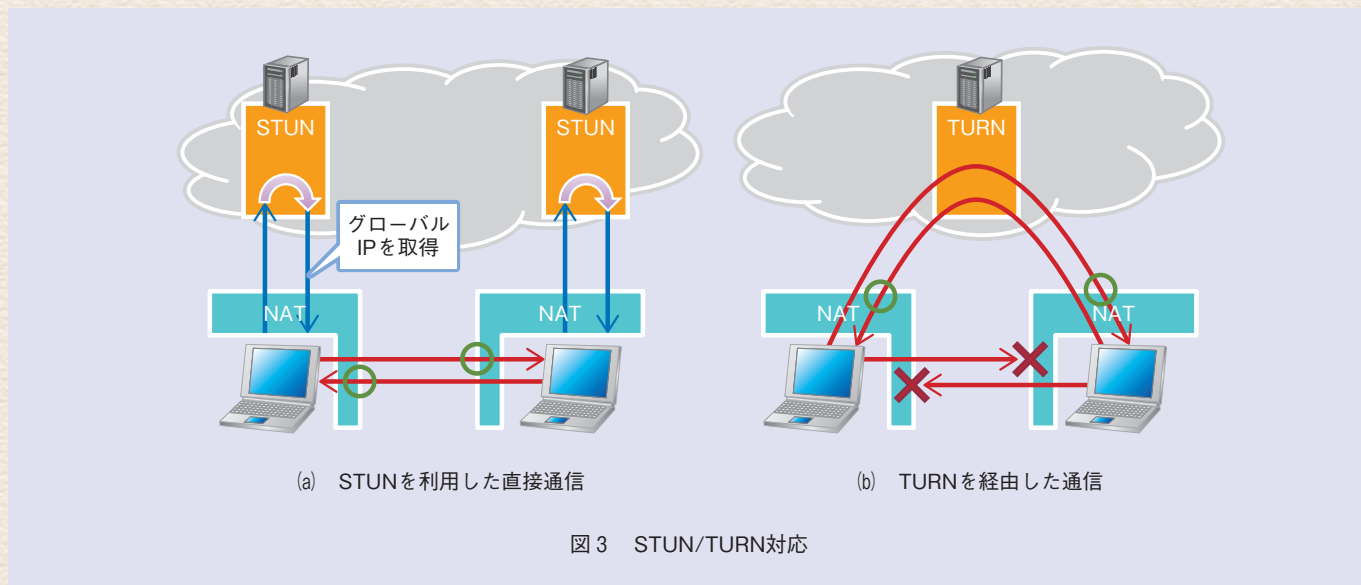 STUN
STUN
グローバル
IPを取得
NAT
NAT
(a) STUNを利用した直接通信
TURN
NAT
NAT
(b) TURNを経由した通信
図3 STUN/TURN対応